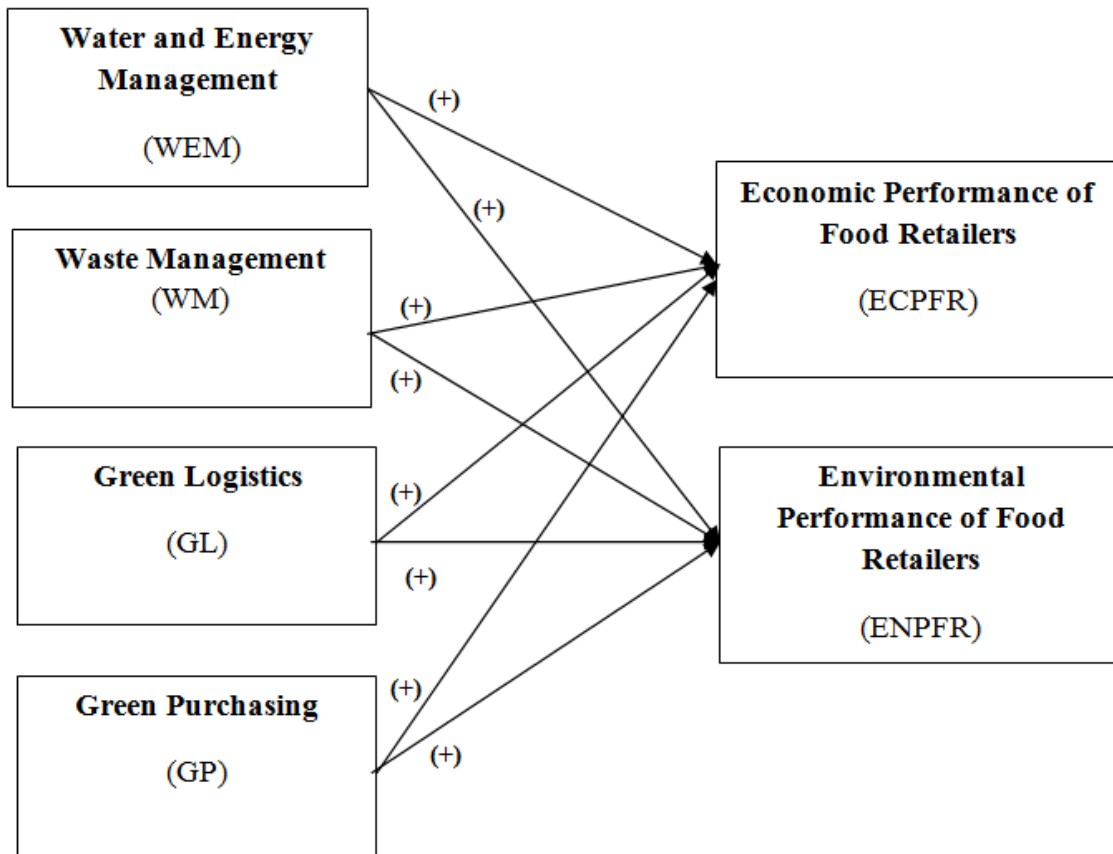 Water and Energy
Management
(WEM)
(+)
(+)
Waste Management
(WM)
(+)
(+)
Economic Performance of
Food Retailers
(ECPFR)
Green Logistics
(GL)
(+)
(+)
Environmental
Performance of Food
Retailers
(ENPFR)
Green Purchasing
(GP)
(+)
(+)